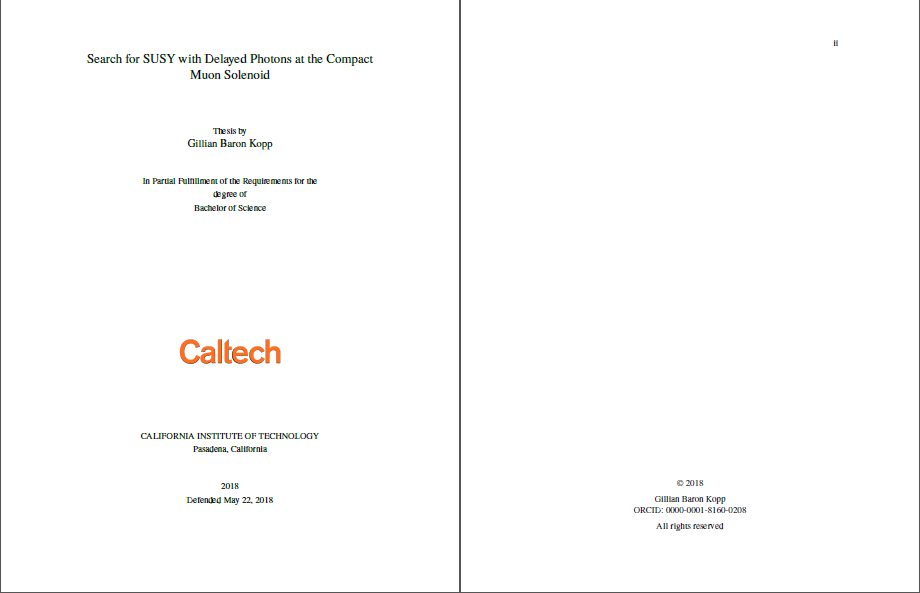 Search for SUSY with Delayed Photons at the Compact
Muon Solenoid
Thesis by
Gillian Baron Kopp
In Partial Fulfillment of the Requirements for the
degree of
Bachelor of Science
Caltech
CALIFORNIA INSTITUTE OF TECHNOLOGY
Pasadena, California
2018
Defended May 22, 2018
ii
© 2018
Gillian Baron Kopp
ORCID: 0000-0001-8160-0208
All rights reserved